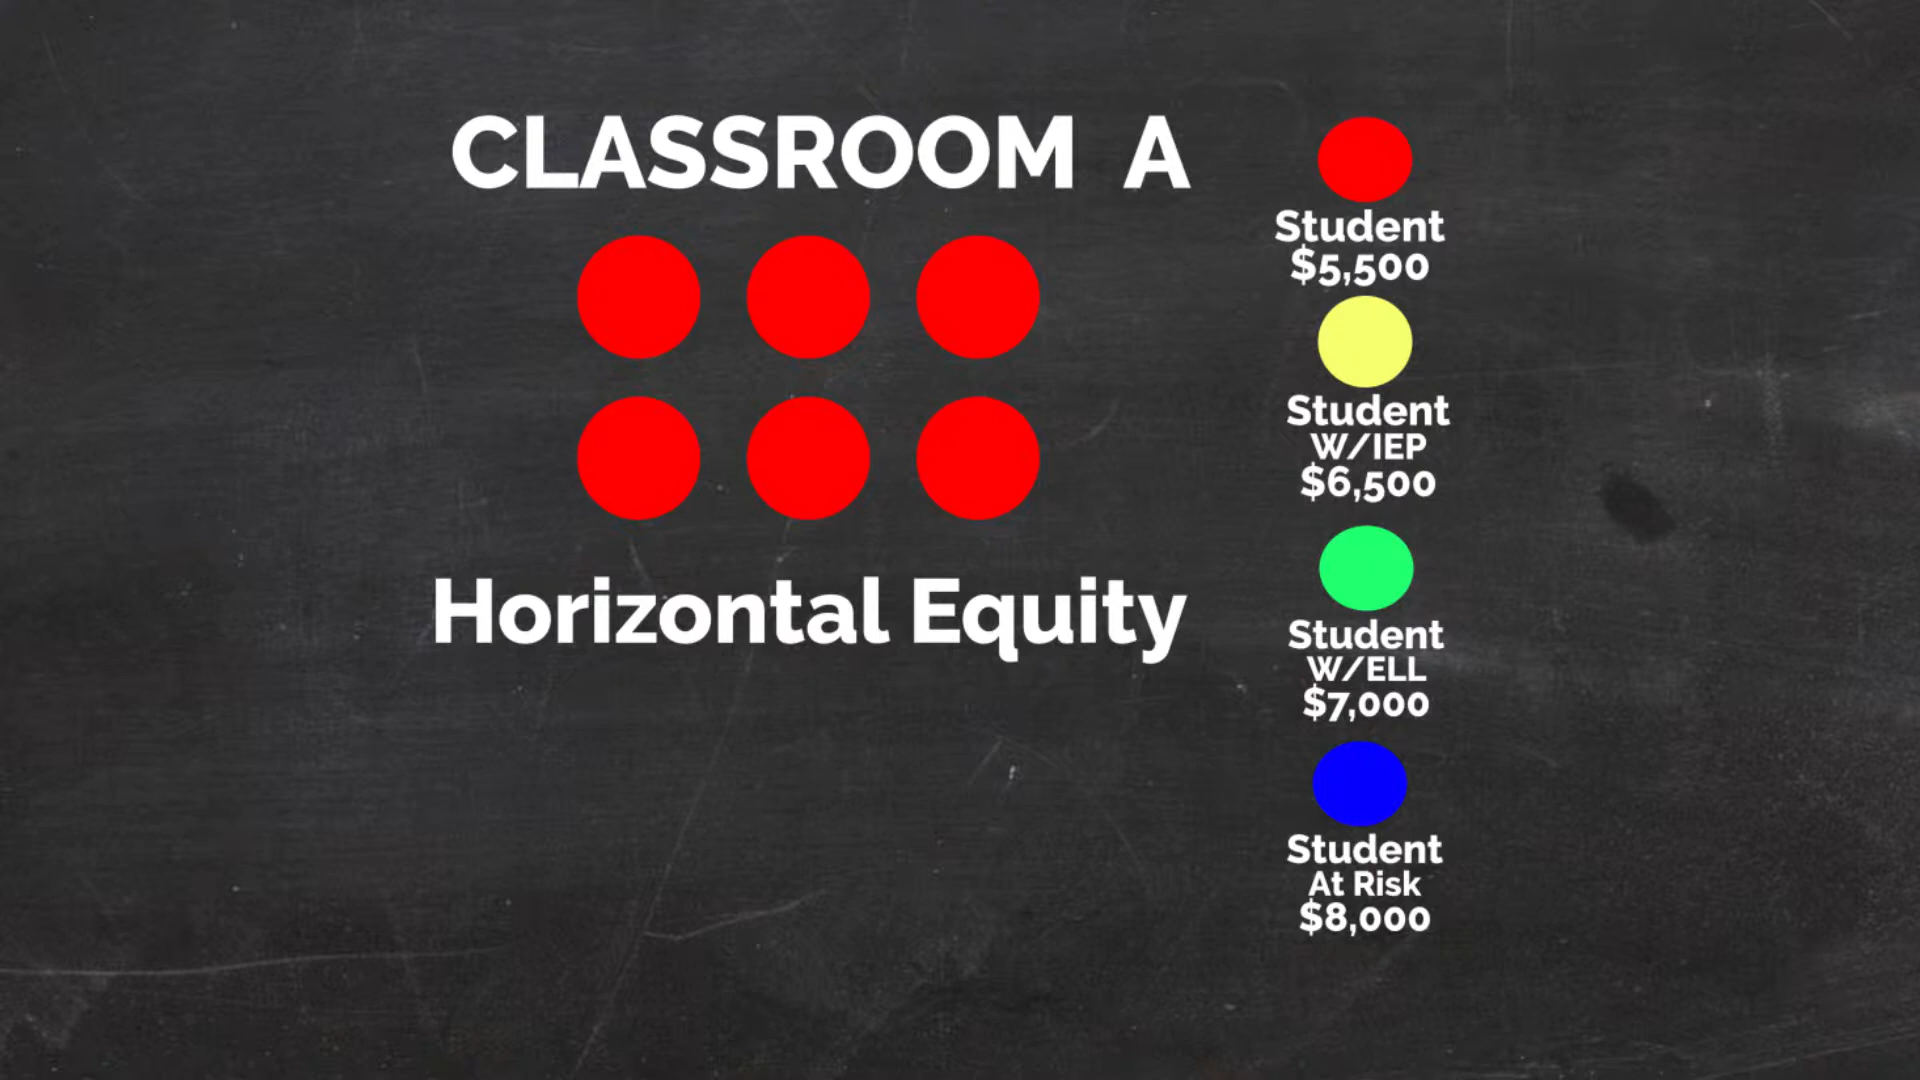 CLASSROOM A
Horizontal Equity
Student
$5,500
Student
W/IEP
$6,500
Student
W/ELL
$7,000
Student
At Risk
$8,000